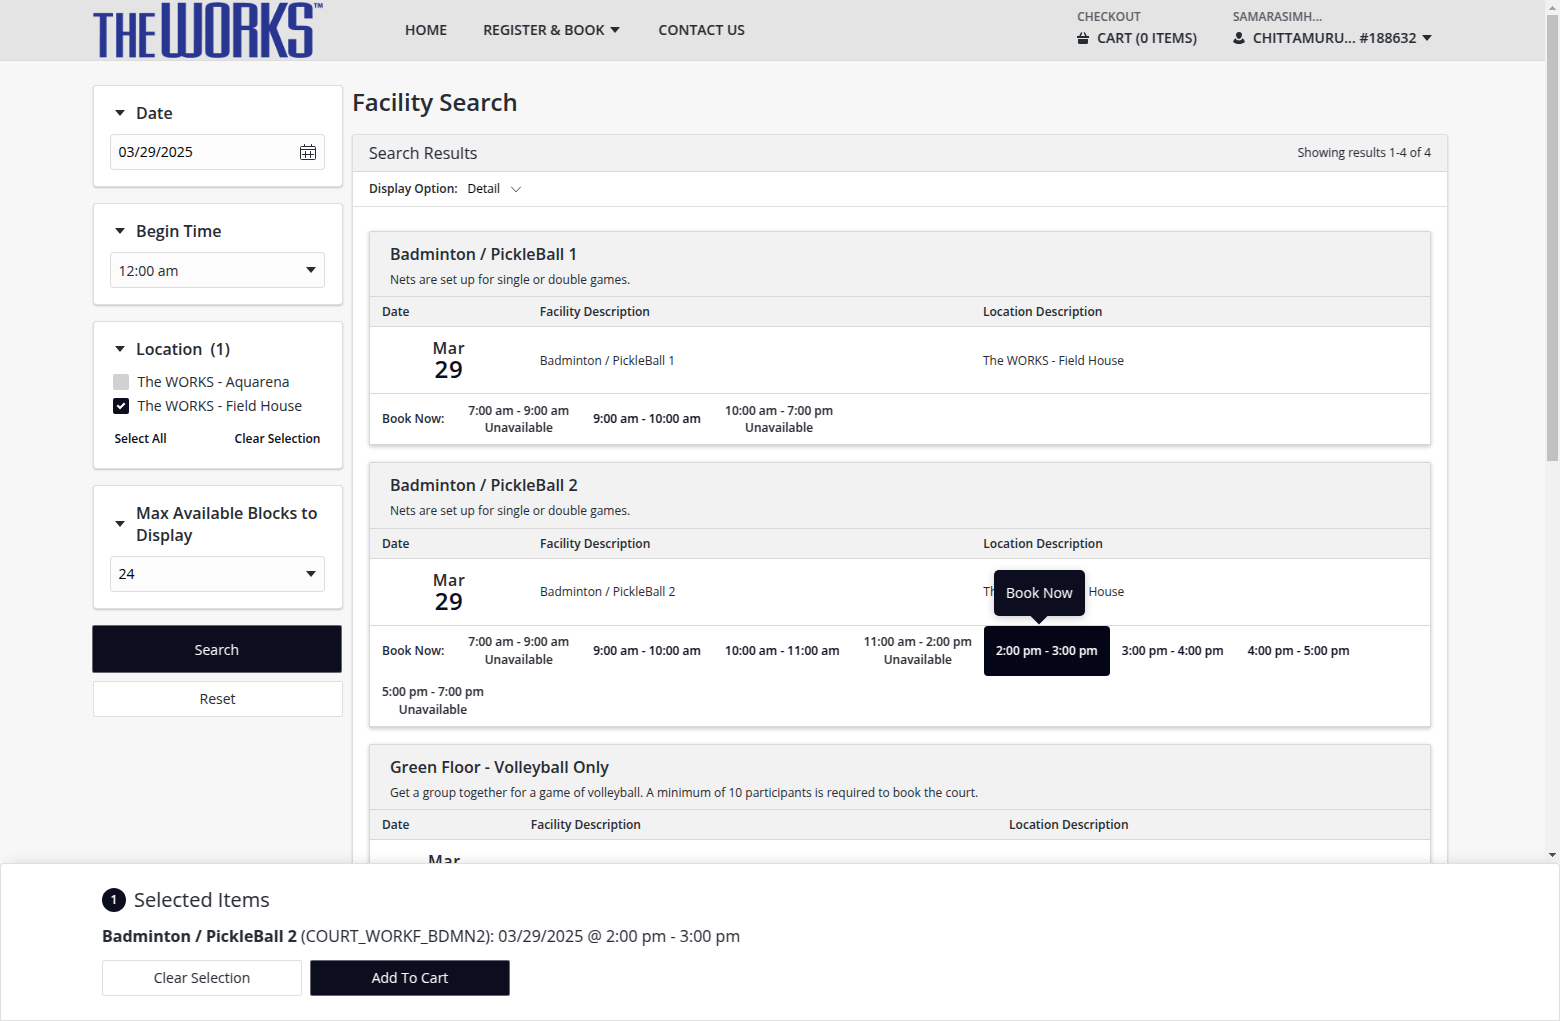 THE WORKS™
HOME
REGISTER & BOOK
CONTACT US
CHECKOUT
CART (0 ITEMS)
SAMARASIMH...
CHITTAMURU... #188632
Date
03/29/2025
Begin Time
12:00 am
Location (1)
The WORKS - Aquarena
The WORKS - Field House
Select All
Clear Selection
Max Available Blocks to
Display
24
Search
Reset
Facility Search
Search Results
Showing results 1-4 of 4
Display Option: Detail
Badminton / PickleBall 1
Nets are set up for single or double games.
Date Facility Description Location Description
Mar
29
Badminton / PickleBall 1
The WORKS - Field House
Book Now:
7:00 am - 9:00 am
Unavailable
9:00 am - 10:00 am
10:00 am - 7:00 pm
Unavailable
Badminton / PickleBall 2
Nets are set up for single or double games.
Date Facility Description Location Description
Mar
29
Badminton / PickleBall 2
House
Book Now
Book Now:
7:00 am - 9:00 am
Unavailable
9:00 am - 10:00 am
10:00 am - 11:00 am
11:00 am - 2:00 pm
Unavailable
2:00 pm - 3:00 pm
3:00 pm - 4:00 pm
4:00 pm - 5:00 pm
5:00 pm - 7:00 pm
Unavailable
Green Floor - Volleyball Only
Get a group together for a game of volleyball. A minimum of 10 participants is required to book the court.
Date Facility Description Location Description
Mar
1 Selected Items
Badminton / PickleBall 2 (COURT_WORKF_BDMN2): 03/29/2025 @ 2:00 pm - 3:00 pm
Clear Selection
Add To Cart